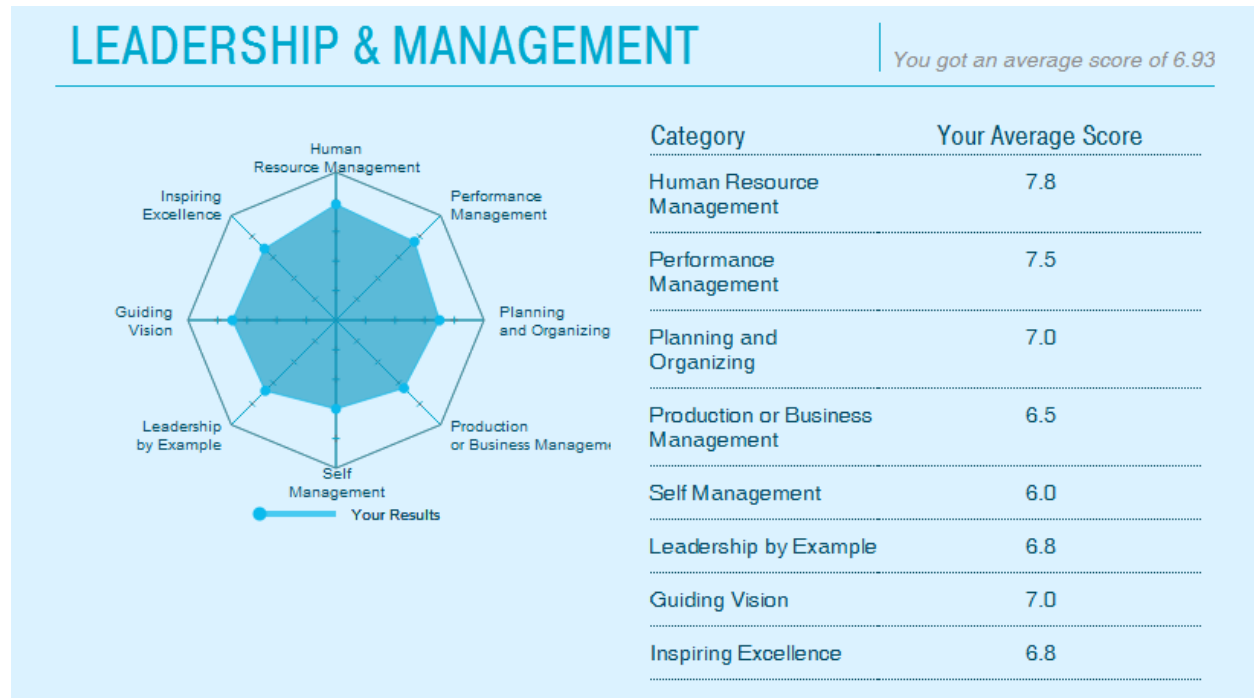 LEADERSHIP & MANAGEMENT
You got an average score of 6.93
Human
Resource Management
Performance
Management
Planning
and Organizing
Production
or Business Manageme
Self
Management
Leadership
by Example
Guiding
Vision
Inspiring
Excellence
Your Results
Category Your Average Score
Human Resource 7.8
Management
Performance 7.5
Management
Planning and 7.0
Organizing
Production or Business 6.5
Management
Self Management 6.0
Leadership by Example 6.8
Guiding Vision 7.0
Inspiring Excellence 6.8